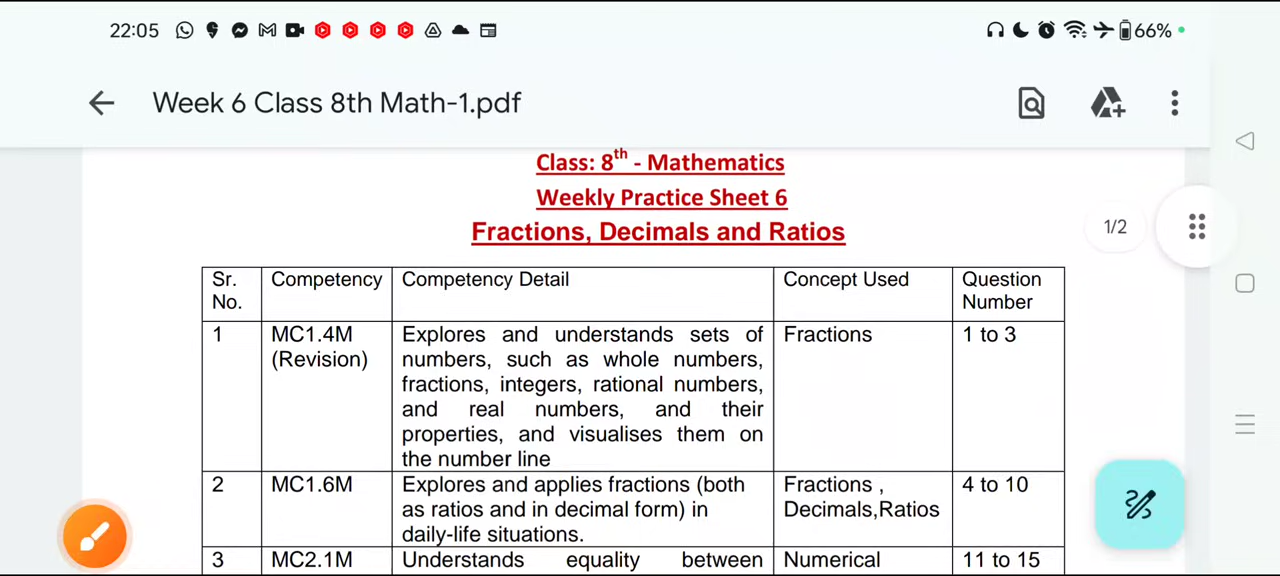 22:05 66%
Week 6 Class 8th Math-1.pdf
Class: 8th - Mathematics
Weekly Practice Sheet 6
Fractions, Decimals and Ratios
1/2
Sr. No. Competency Competency Detail Concept Used Question Number
1 MC1.4M Explores and understands sets of Fractions 1 to 3
(Revision) numbers, such as whole numbers,
fractions, integers, rational numbers,
and real numbers, and their
properties, and visualises them on
the number line
2 MC1.6M Explores and applies fractions (both Fractions , 4 to 10
as ratios and in decimal form) in Decimals,Ratios
daily-life situations.
3 MC2.1M Understands equality between Numerical 11 to 15